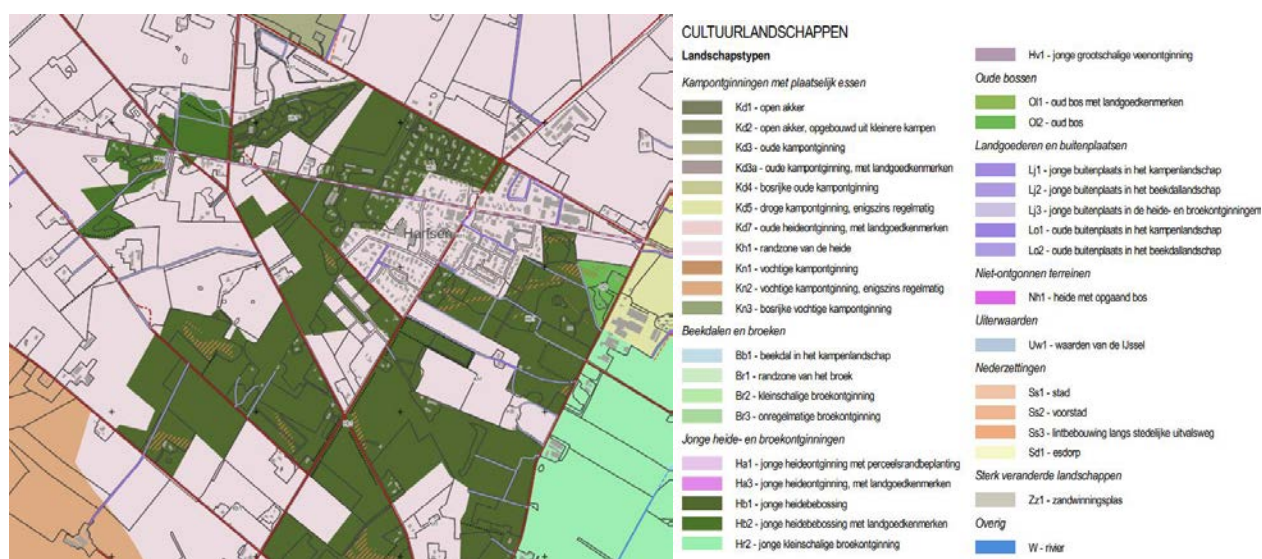 Harfsen
CULTUURLANDSCHAPPEN
Landschapstypen
Kampontginningen met plaatselijk essen
Kd1 - open akker
Kd2 - open akker, opgebouwd uit kleinere kampen
Kd3 - oude kampontginning
Kd3a - oude kampontginning, met landgoedkenmerken
Kd4 - bosrijke oude kampontginning
Kd5 - droge kampontginning, enigszins regelmatig
Kd7 - oude heideontginning, met landgoedkenmerken
Kh1 - randzone van de heide
Kn1 - vochtige kampontginning
Kn2 - vochtige kampontginning, enigszins regelmatig
Kn3 - bosrijke vochtige kampontginning
Beekdalen en broeken
Bb1 - beekdal in het kampenlandschap
Br1 - randzone van het broek
Br2 - kleinschalige broekontginning
Br3 - onregelmatige broekontginning
Jonge heide- en broekontginningen
Ha1 - jonge heideontginning met perceelsrandbeplanting
Ha3 - jonge heideontginning, met landgoedkenmerken
Hb1 - jonge heidebebossing
Hb2 - jonge heidebebossing met landgoedkenmerken
Hr2 - jonge kleinschalige broekontginning
Hv1 - jonge grootschalige veenontginning
Oude bossen
Ol1 - oud bos met landgoedkenmerken
Ol2 - oud bos
Landgoederen en buitenplaatsen
Lj1 - jonge buitenplaats in het kampenlandschap
Lj2 - jonge buitenplaats in het beekdallandschap
Lj3 - jonge buitenplaats in de heide- en broekontginningen
Lo1 - oude buitenplaats in het kampenlandschap
Lo2 - oude buitenplaats in het beekdallandschap
Niet-ontgonnen terreinen
Nh1 - heide met opgaand bos
Uiterwaarden
Uw1 - waarden van de IJssel
Nederzettingen
Ss1 - stad
Ss2 - voorstad
Ss3 - lintbebouwing langs stedelijke uitvalsweg
Sd1 - esdorp
Sterk veranderde landschappen
Zz1 - zandwinningsplas
Overig
W - rivier